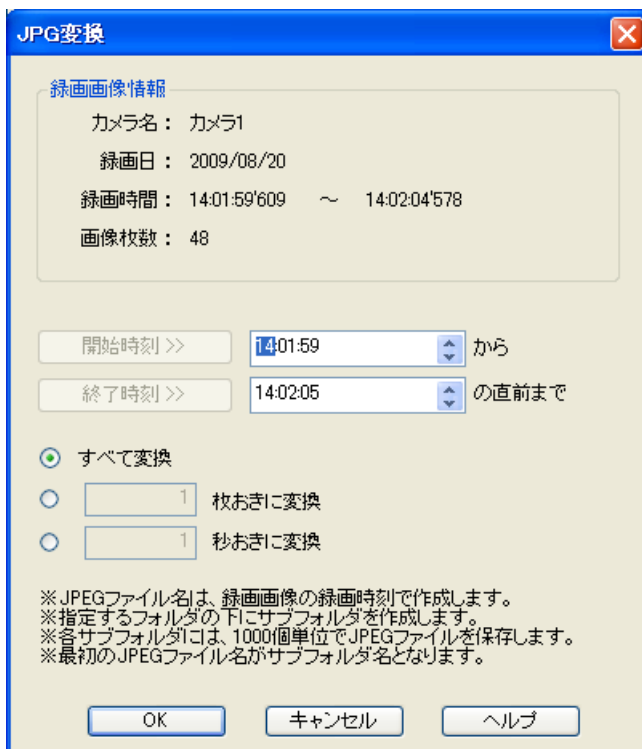 JPG変換
録画画像情報
カメラ名： カメラ1
録画日： 2009/08/20
録画時間： 14:01:59'609 ～ 14:02:04'578
画像枚数： 48
開始時刻 >> 14:01:59 から
終了時刻 >> 14:02:05 の直前まで
すべて変換
1 枚おきに変換
1 秒おきに変換
※JPEGファイル名は、録画画像の録画時刻で作成します。
※指定するフォルダの下にサブフォルダを作成します。
※各サブフォルダには、1000個単位でJPEGファイルを保存します。
※最初のJPEGファイル名がサブフォルダ名となります。
OK キャンセル ヘルプ